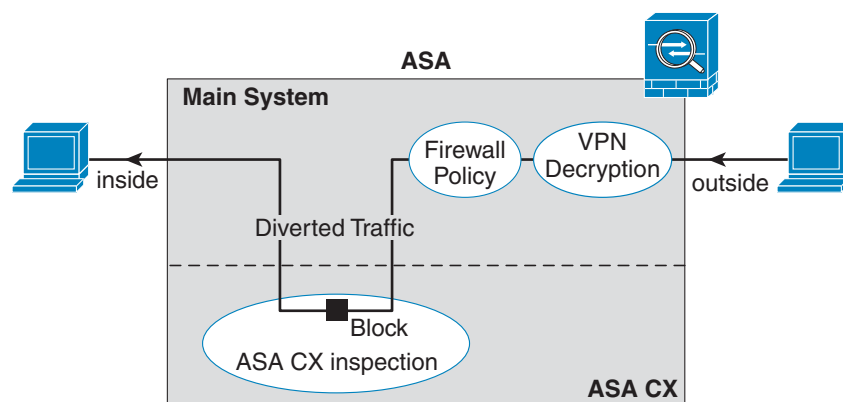 ASA
Main System
Firewall
Policy
VPN
Decryption
inside
outside
Diverted Traffic
Block
ASA CX inspection
ASA CX